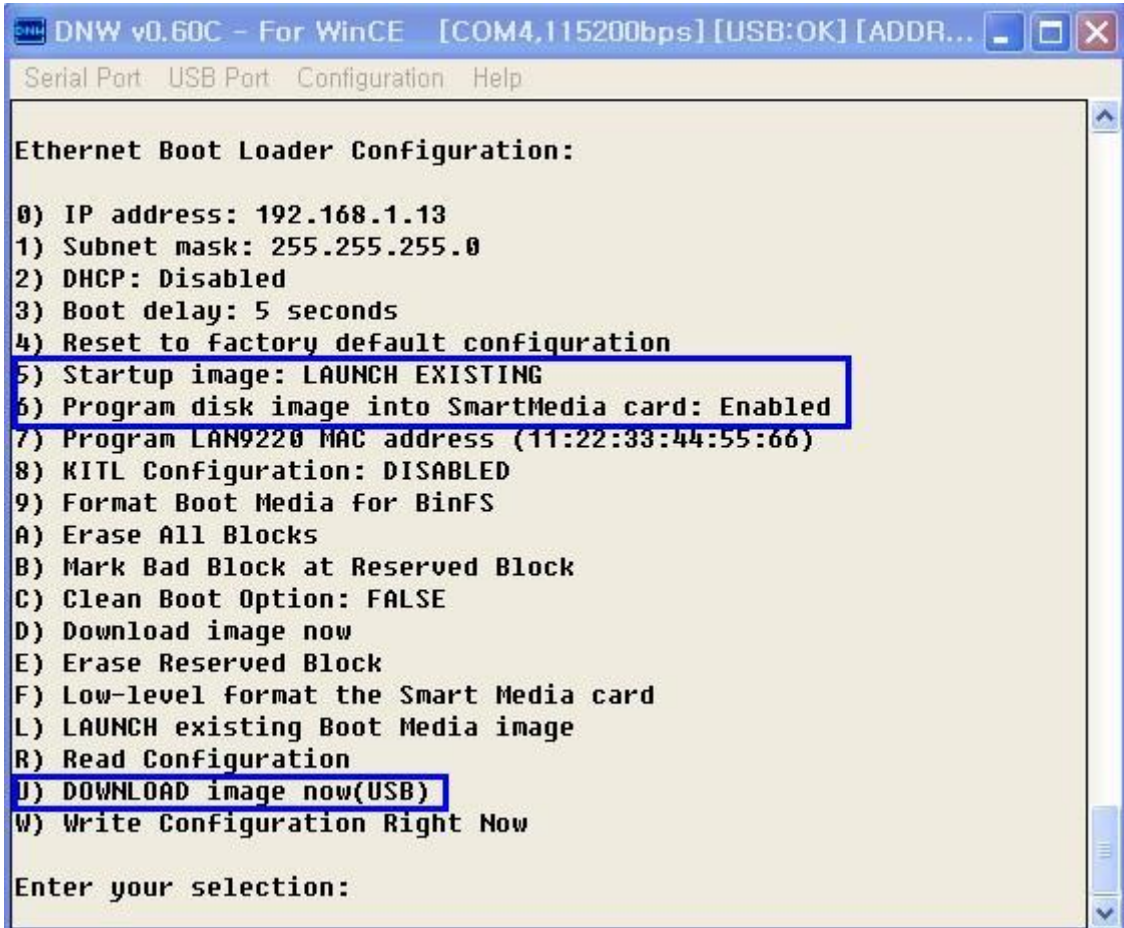 DNW v0.60C - For WinCE [COM4,115200bps][USB:OK][ADDR...
Serial Port USB Port Configuration Help
Ethernet Boot Loader Configuration:
0) IP address: 192.168.1.13
1) Subnet mask: 255.255.255.0
2) DHCP: Disabled
3) Boot delay: 5 seconds
4) Reset to factory default configuration
5) Startup image: LAUNCH EXISTING
6) Program disk image into SmartMedia card: Enabled
7) Program LAN9220 MAC address (11:22:33:44:55:66)
8) KITL Configuration: DISABLED
9) Format Boot Media for BinFS
A) Erase All Blocks
B) Mark Bad Block at Reserved Block
C) Clean Boot Option: FALSE
D) Download image now
E) Erase Reserved Block
F) Low-level format the Smart Media card
L) LAUNCH existing Boot Media image
R) Read Configuration
U) DOWNLOAD image now(USB)
W) Write Configuration Right Now
Enter your selection: